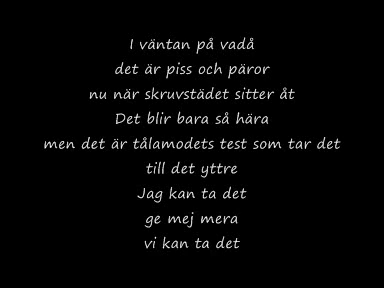 I väntan på vadå
det är piss och päror
nu när skruvstädet sitter åt
Det blir bara så hära
men det är tålamodets test som tar det
till det yttre
Jag kan ta det
ge mej mera
vi kan ta det